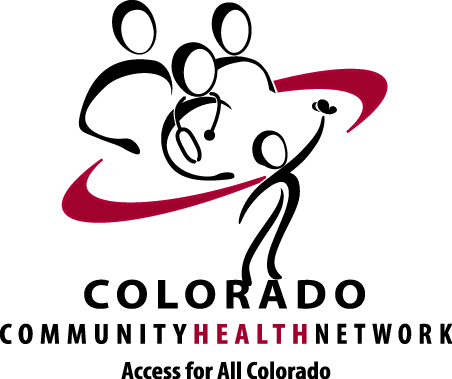 COLORADO
COMMUNITYHEALTHNETWORK
Access for All Colorado